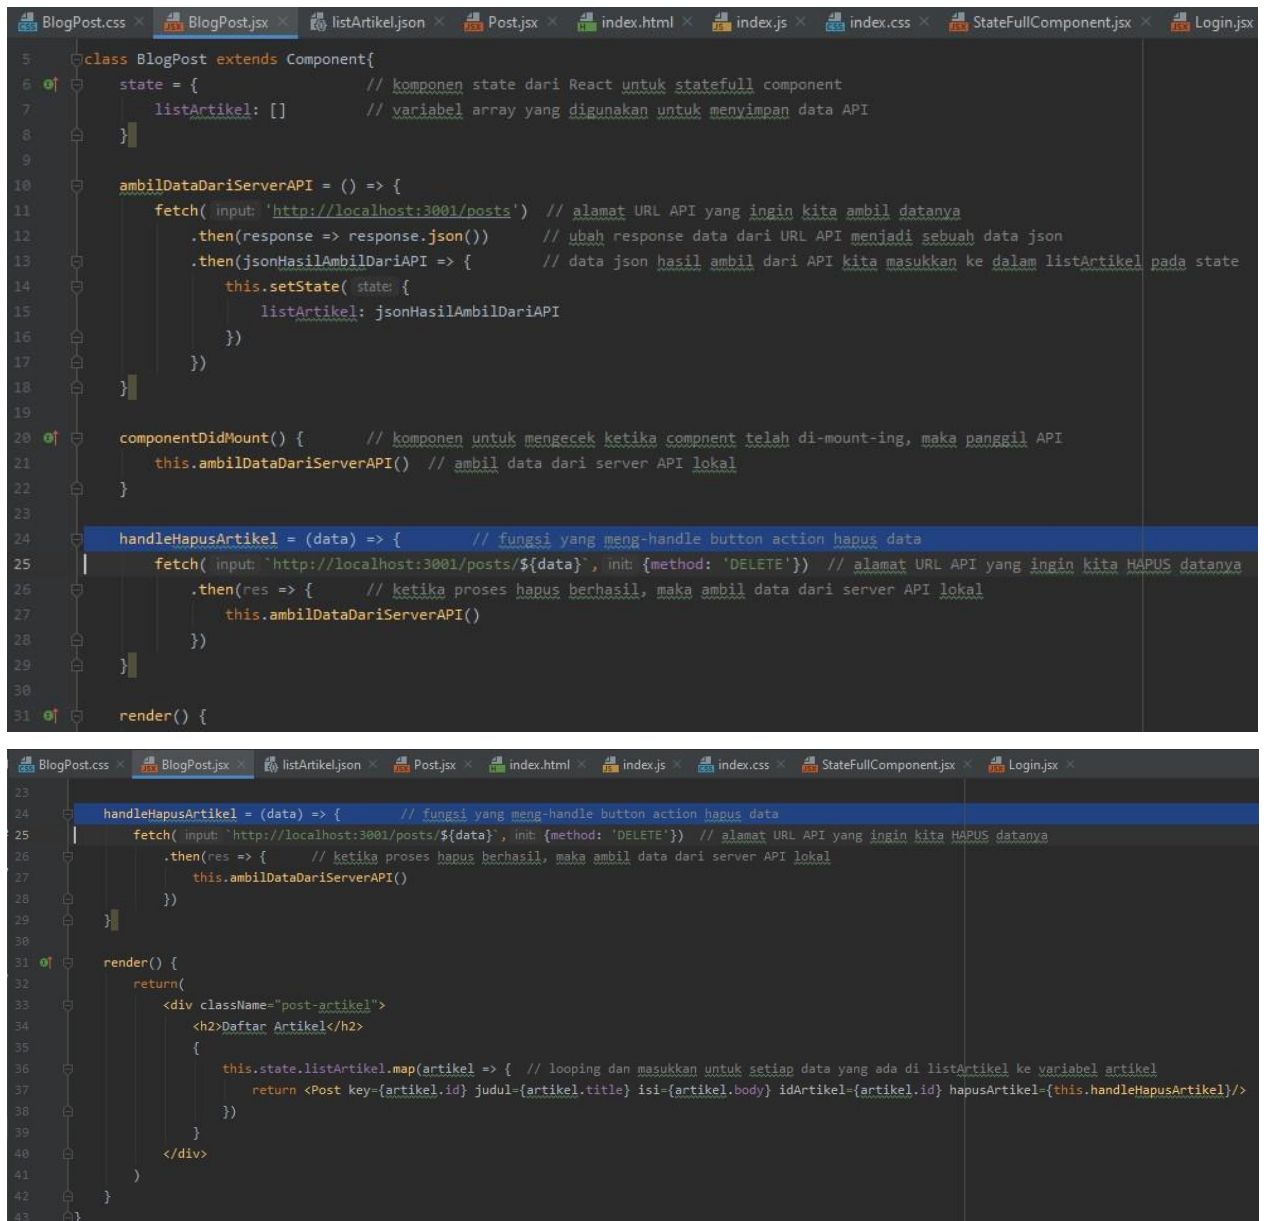 BlogPost.css × BlogPost.jsx × listArtikel.json × Post.jsx × index.html × index.js × index.css × StateFullComponent.jsx × Login.jsx
5 class BlogPost extends Component{
6 state = { // komponen state dari React untuk statefull component
7 listArtikel: [] // variabel array yang digunakan untuk menyimpan data API
8 }
9
10 ambilDataDariServerAPI = () => {
11 fetch( input: 'http://localhost:3001/posts') // alamat URL API yang ingin kita ambil datanya
12 .then(response => response.json()) // ubah response data dari URL API menjadi sebuah data json
13 .then(jsonHasilAmbilDariAPI => { // data json hasil ambil dari API kita masukkan ke dalam listArtikel pada state
14 this.setState( state: {
15 listArtikel: jsonHasilAmbilDariAPI
16 })
17 })
18 }
19
20 componentDidMount() { // komponen untuk mengecek ketika compnent telah di-mount-ing, maka panggil API
21 this.ambilDataDariServerAPI() // ambil data dari server API lokal
22 }
23
24 handleHapusArtikel = (data) => { // fungsi yang meng-handle button action hapus data
25 fetch( input: `http://localhost:3001/posts/${data}`, init: {method: 'DELETE'}) // alamat URL API yang ingin kita HAPUS datanya
26 .then(res => { // ketika proses hapus berhasil, maka ambil data dari server API lokal
27 this.ambilDataDariServerAPI()
28 })
29 }
30
31 render() {
BlogPost.css × BlogPost.jsx × listArtikel.json × Post.jsx × index.html × index.js × index.css × StateFullComponent.jsx × Login.jsx ×
23
24 handleHapusArtikel = (data) => { // fungsi yang meng-handle button action hapus data
25 fetch( input: `http://localhost:3001/posts/${data}`, init: {method: 'DELETE'}) // alamat URL API yang ingin kita HAPUS datanya
26 .then(res => { // ketika proses hapus berhasil, maka ambil data dari server API lokal
27 this.ambilDataDariServerAPI()
28 })
29 }
30
31 render() {
32 return(
33 <div className="post-artikel">
34 <h2>Daftar Artikel</h2>
35 {
36 this.state.listArtikel.map(artikel => { // looping dan masukkan untuk setiap data yang ada di listArtikel ke variabel artikel
37 return <Post key={artikel.id} judul={artikel.title} isi={artikel.body} idArtikel={artikel.id} hapusArtikel={this.handleHapusArtikel}/>
38 })
39 }
40 </div>
41 )
42 }
43 }